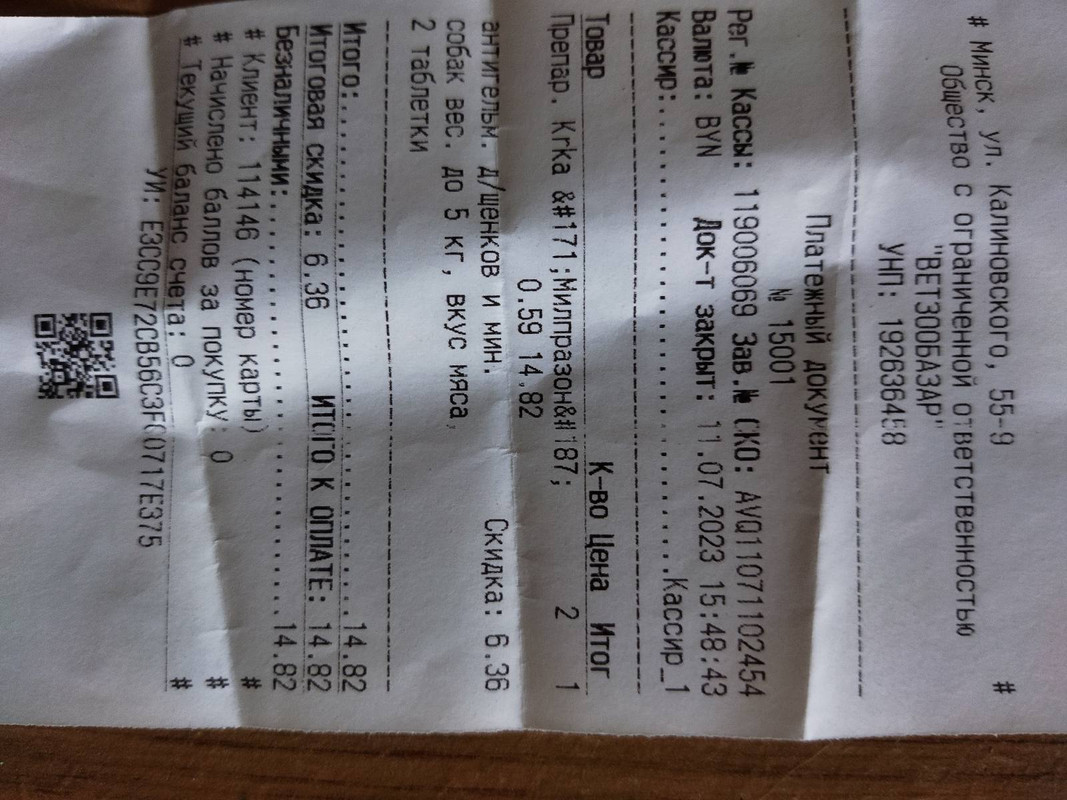 # Минск, ул. Калиновского, 55-9 #
Общество с ограниченной ответственностью
"ВЕТЗООБАЗАР"
УНП: 192636458
Платежный документ
№ 15001
Рег.№ Кассы: 119006069 Зав.№ СКО: AVQ11071102454
Валюта: BYN Док-т закрыт: 11.07.2023 15:48:43
Кассир:...............................Кассир_1
Товар К-во Цена Итог
Препар. Krka &#171;Милпразон&#187; 2 1
0.59 14,82
антигельм. д/щенков и мин. Скидка: 6.36
собак вес. до 5 кг, вкус мяса,
2 таблетки
Итого:.............................14.82
Итоговая скидка: 6.36 ИТОГО К ОПЛАТЕ: 14.82
Безналичными:......................14.82
# Клиент: 114146 (номер карты) #
# Начислено баллов за покупку: 0 #
# Текущий баланс счета: 0 #
УИ: E3CC9E72CB56C3FC0717E375